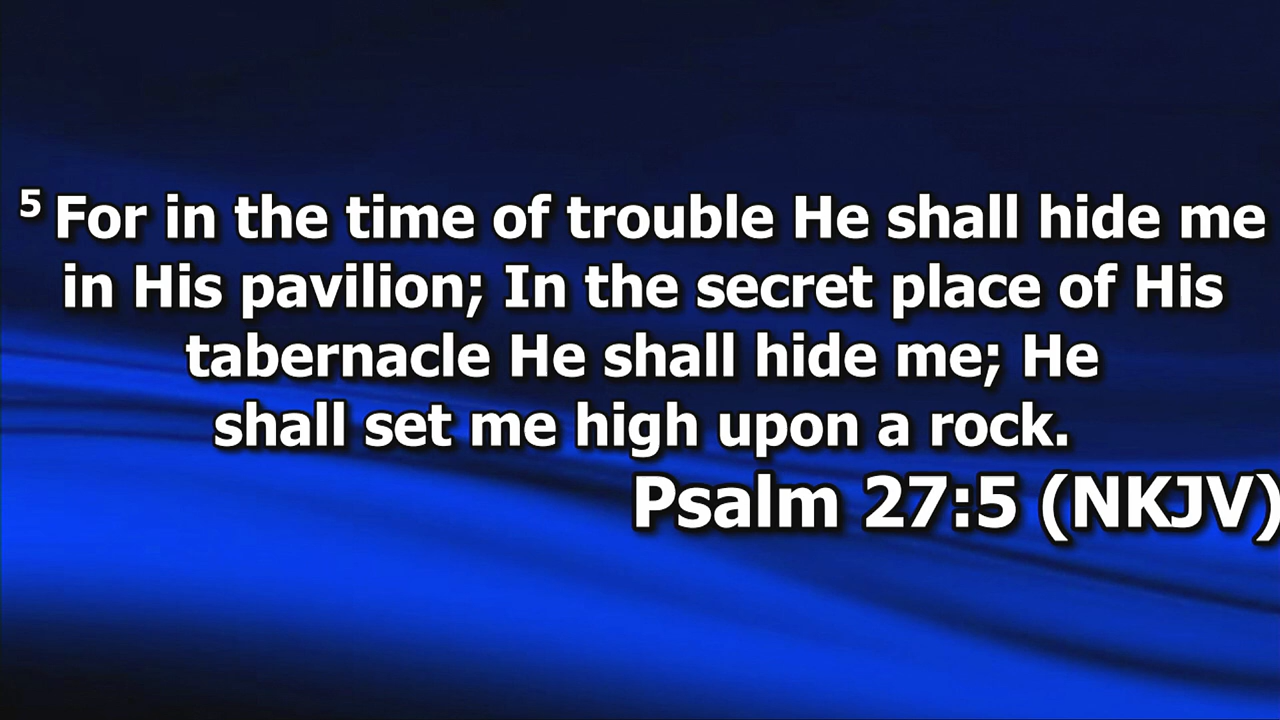 5 For in the time of trouble He shall hide me
in His pavilion; In the secret place of His
tabernacle He shall hide me; He
shall set me high upon a rock.
Psalm 27:5 (NKJV)